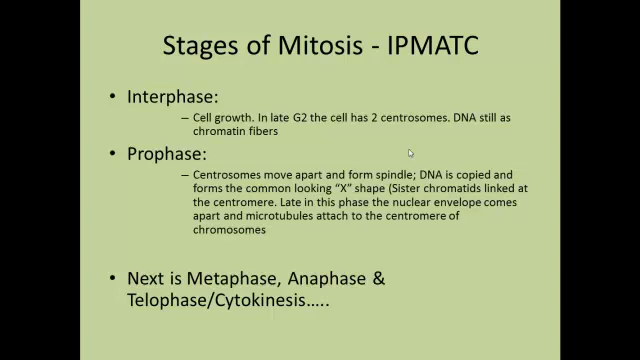 Stages of Mitosis - IPMATC
• Interphase:
– Cell growth. In late G2 the cell has 2 centrosomes. DNA still as
chromatin fibers
• Prophase:
– Centrosomes move apart and form spindle; DNA is copied and
forms the common looking “X” shape (Sister chromatids linked at
the centromere. Late in this phase the nuclear envelope comes
apart and microtubules attach to the centromere of
chromosomes
• Next is Metaphase, Anaphase &
Telophase/Cytokinesis…..